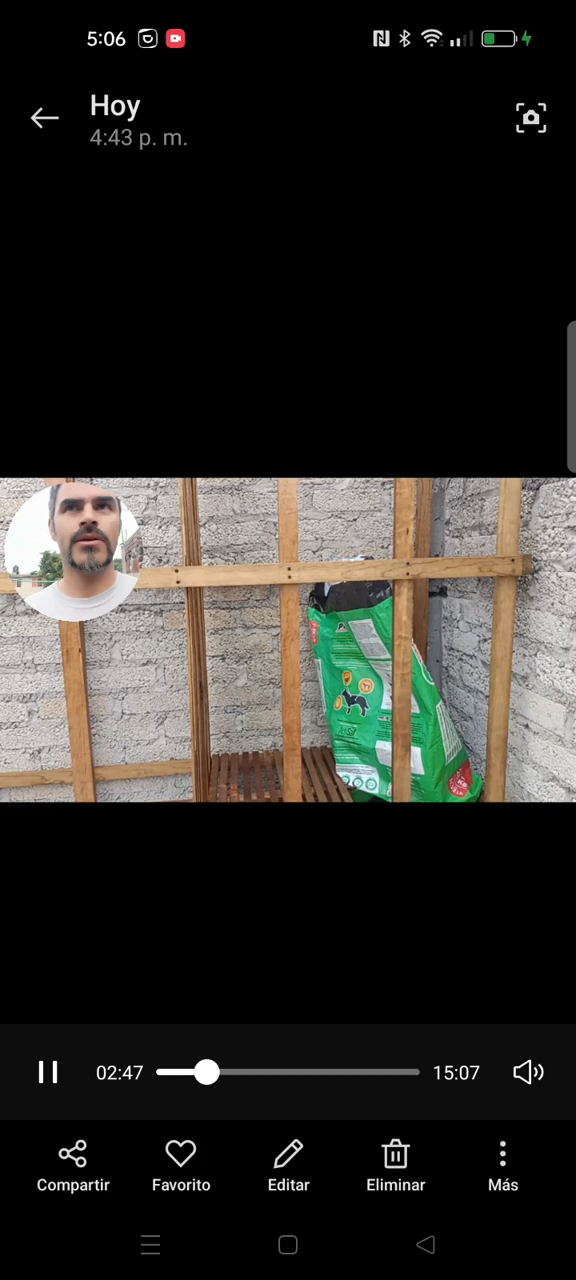 5:06
Hoy
4:43 p. m.
02:47
15:07
Compartir
Favorito
Editar
Eliminar
Más